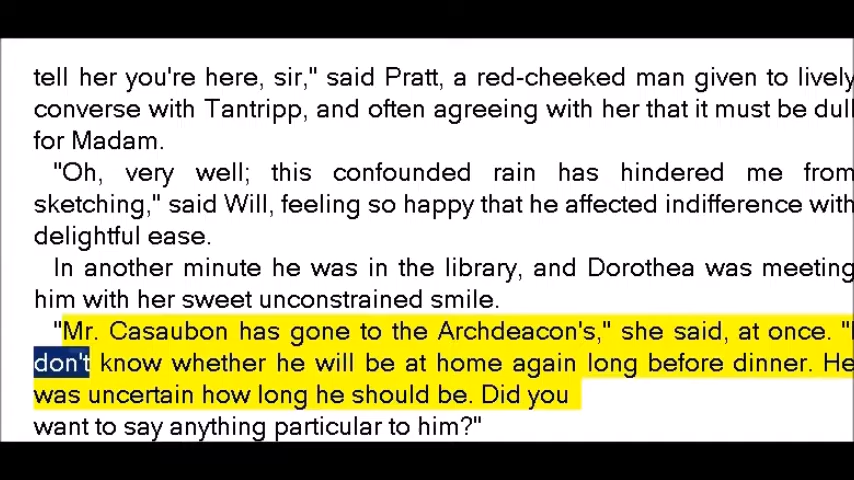 tell her you're here, sir," said Pratt, a red-cheeked man given to lively
converse with Tantripp, and often agreeing with her that it must be dull
for Madam.
"Oh, very well; this confounded rain has hindered me from
sketching," said Will, feeling so happy that he affected indifference with
delightful ease.
In another minute he was in the library, and Dorothea was meeting
him with her sweet unconstrained smile.
"Mr. Casaubon has gone to the Archdeacon's," she said, at once. "I
don't know whether he will be at home again long before dinner. He
was uncertain how long he should be. Did you
want to say anything particular to him?"